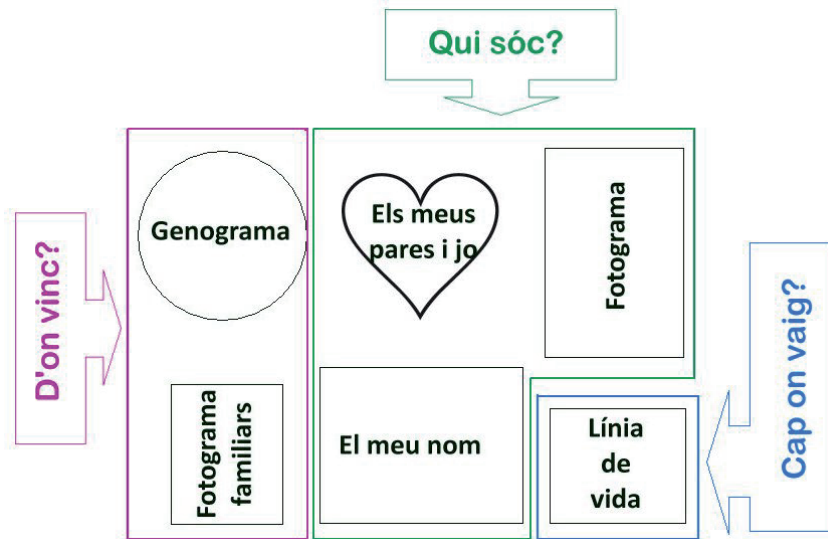 Qui sóc?
D'on vinc?
Genograma
Fotograma
familiars
Els meus
pares i jo
Fotograma
El meu nom
Línia
de
vida
Cap on vaig?